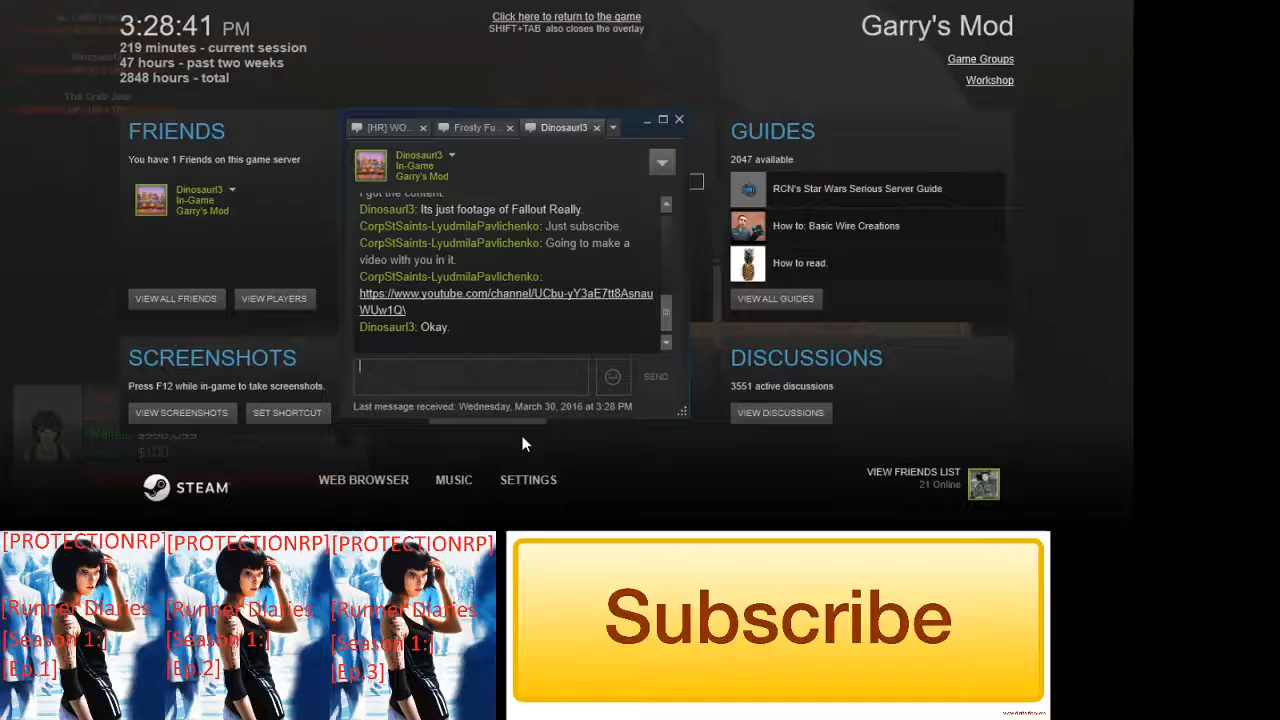 3:28:41 PM
219 minutes - current session
47 hours - past two weeks
2848 hours - total
Click here to return to the game
SHIFT+TAB also closes the overlay
Garry's Mod
Game Groups
Workshop
FRIENDS
You have 1 Friends on this game server
Dinosaurl3
In-Game
Garry's Mod
VIEW ALL FRIENDS
VIEW PLAYERS
[HR] WO...
Frosty Fu...
Dinosaurl3
Dinosaurl3
In-Game
Garry's Mod
I got the content.
Dinosaurl3: Its just footage of Fallout Really.
CorpStSaints-LyudmilaPavlichenko: Just subscribe.
CorpStSaints-LyudmilaPavlichenko: Going to make a
video with you in it.
CorpStSaints-LyudmilaPavlichenko:
https://www.youtube.com/channel/UCbu-yY3aE7tt8Asnau
WUw1Q\
Dinosaurl3: Okay.
SEND
Last message received: Wednesday, March 30, 2016 at 3:28 PM
GUIDES
2047 available
RCN's Star Wars Serious Server Guide
How to: Basic Wire Creations
How to read.
VIEW ALL GUIDES
SCREENSHOTS
Press F12 while in-game to take screenshots.
VIEW SCREENSHOTS
SET SHORTCUT
DISCUSSIONS
3551 active discussions
VIEW DISCUSSIONS
$100
STEAM
WEB BROWSER
MUSIC
SETTINGS
VIEW FRIENDS LIST
21 Online
[PROTECTIONRP]
[Runner Diaries
[Season 1:]
[Ep.1]
[PROTECTIONRP]
[Runner Diaries
[Season 1:]
[Ep.2]
[PROTECTIONRP]
[Runner Diaries
[Season 1:]
[Ep.3]
Subscribe